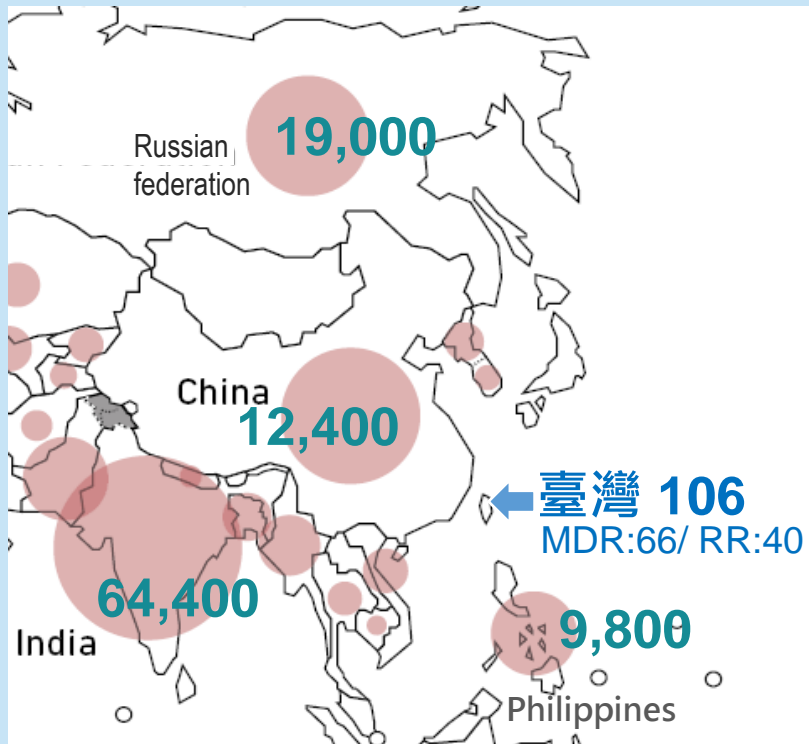 19,000
Russian
federation
China
12,400
臺灣 106
MDR:66/ RR:40
64,400
9,800
India
Philippines